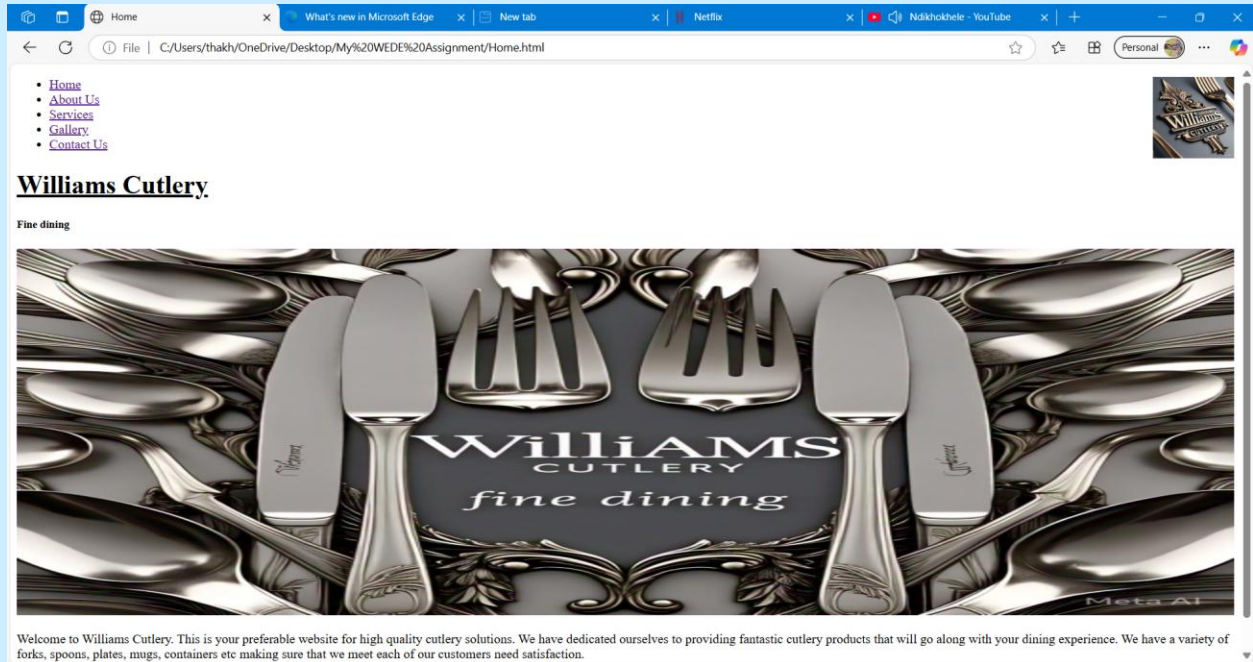 Home
What's new in Microsoft Edge
New tab
Netflix
Ndikhokhele - YouTube
File
C:/Users/thakh/OneDrive/Desktop/My%20WEDE%20Assignment/Home.html
Personal
Home
About Us
Services
Gallery
Contact Us
Williams
CUTLERY
Williams Cutlery
Fine dining
WilliAMS
CUTLERY
fine dining
Meta AI
Welcome to Williams Cutlery. This is your preferable website for high quality cutlery solutions. We have dedicated ourselves to providing fantastic cutlery products that will go along with your dining experience. We have a variety of
forks, spoons, plates, mugs, containers etc making sure that we meet each of our customers need satisfaction.